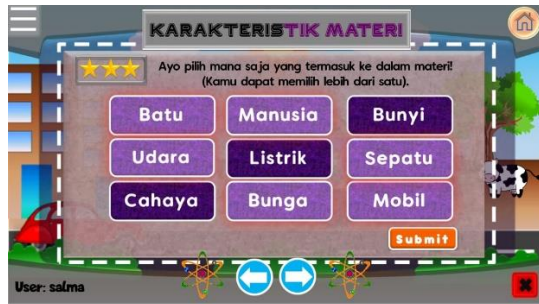 KARAKTERISTIK MATERI
Ayo pilih mana saja yang termasuk ke dalam materi!
(Kamu dapat memilih lebih dari satu).
Batu Manusia Bunyi
Udara Listrik Sepatu
Cahaya Bunga Mobil
Submit
User: salma